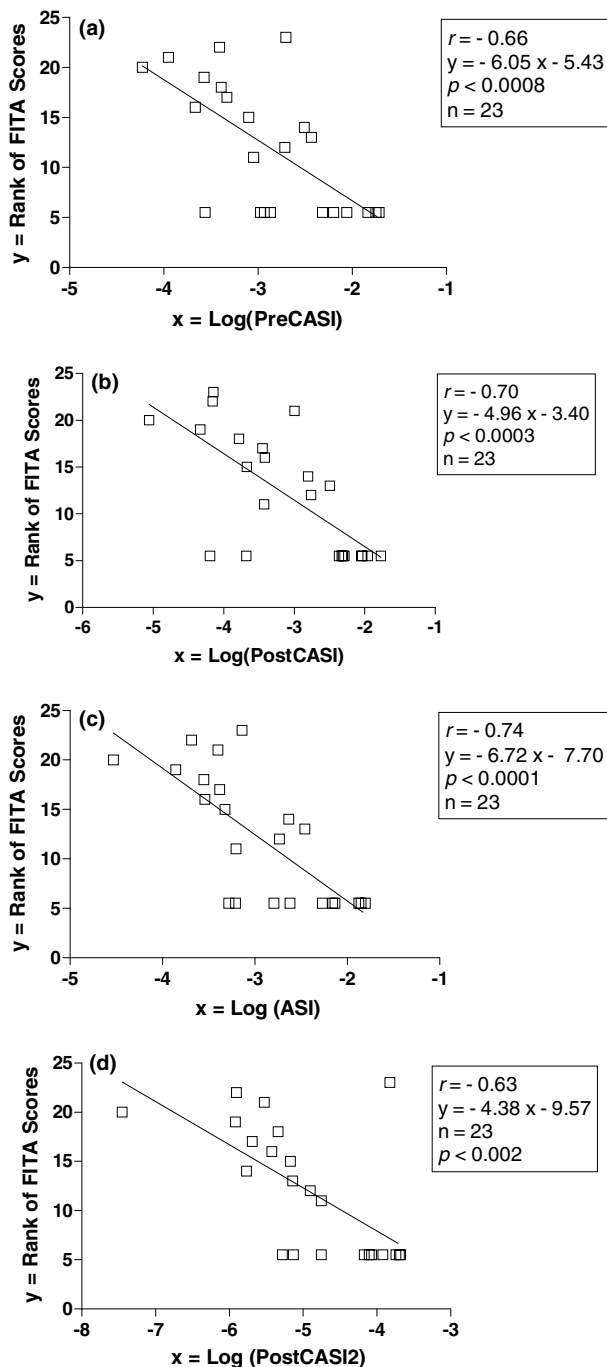 (a)
25
20
15
10
5
0
y = Rank of FITA Scores
-5 -4 -3 -2 -1
x = Log(PreCASI)
r = - 0.66
y = - 6.05 x - 5.43
p < 0.0008
n = 23
(b)
25
20
15
10
5
0
y = Rank of FITA Scores
-6 -5 -4 -3 -2 -1
x = Log(PostCASI)
r = - 0.70
y = - 4.96 x - 3.40
p < 0.0003
n = 23
(c)
25
20
15
10
5
0
y = Rank of FITA Scores
-5 -4 -3 -2 -1
x = Log (ASI)
r = - 0.74
y = - 6.72 x - 7.70
p < 0.0001
n = 23
(d)
25
20
15
10
5
0
y = Rank of FITA Scores
-8 -7 -6 -5 -4 -3
x = Log (PostCASI2)
r = - 0.63
y = - 4.38 x - 9.57
n = 23
p < 0.002